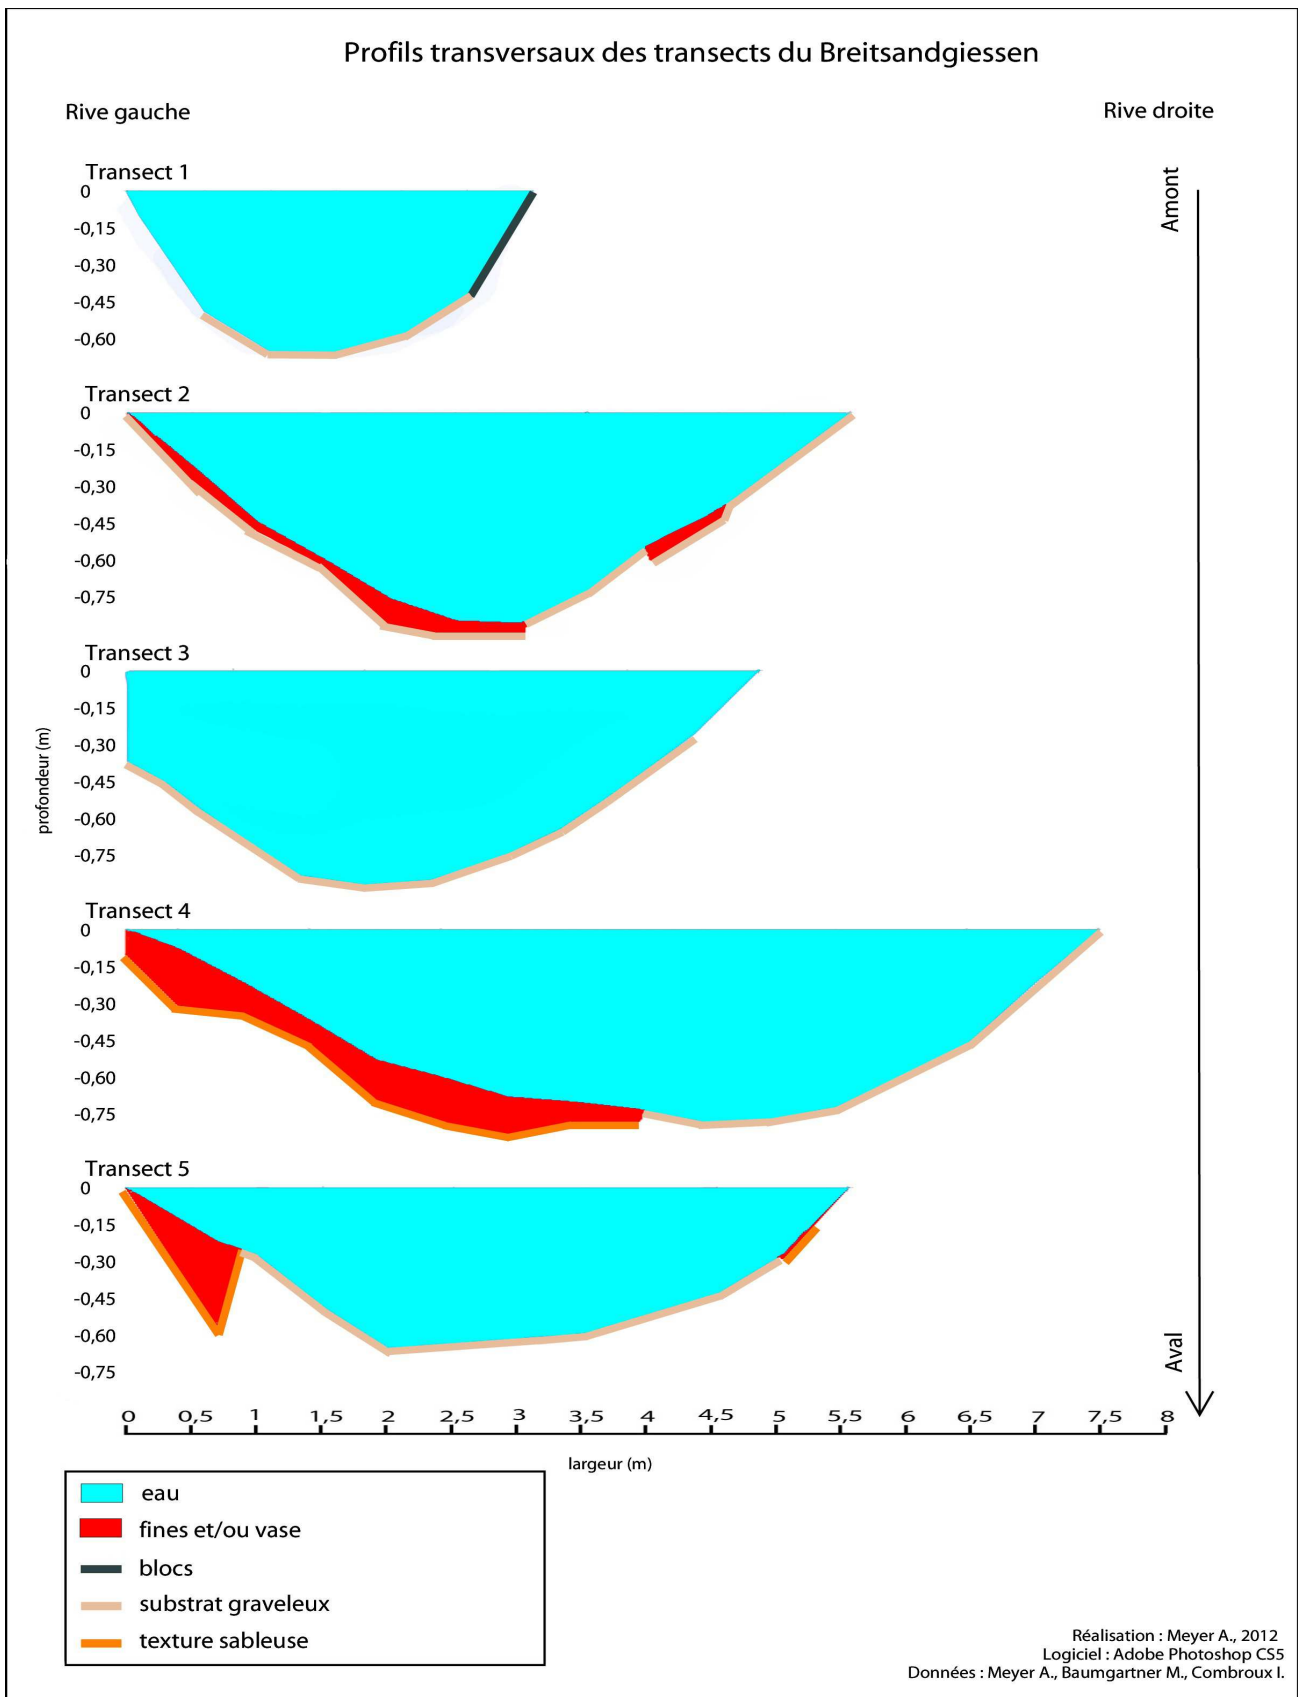 Profils transversaux des transects du Breitsandgiessen
Rive gauche
Rive droite
Amont
Transect 1
0
-0,15
-0,30
-0,45
-0,60
Transect 2
0
-0,15
-0,30
-0,45
-0,60
-0,75
Transect 3
0
-0,15
-0,30
-0,45
-0,60
-0,75
profondeur (m)
Transect 4
0
-0,15
-0,30
-0,45
-0,60
-0,75
Transect 5
0
-0,15
-0,30
-0,45
-0,60
-0,75
Aval
0 0,5 1 1,5 2 2,5 3 3,5 4 4,5 5 5,5 6 6,5 7 7,5 8
largeur (m)
eau
fines et/ou vase
blocs
substrat graveleux
texture sableuse
Réalisation : Meyer A., 2012
Logiciel : Adobe Photoshop CS5
Données : Meyer A., Baumgartner M., Combroux I.